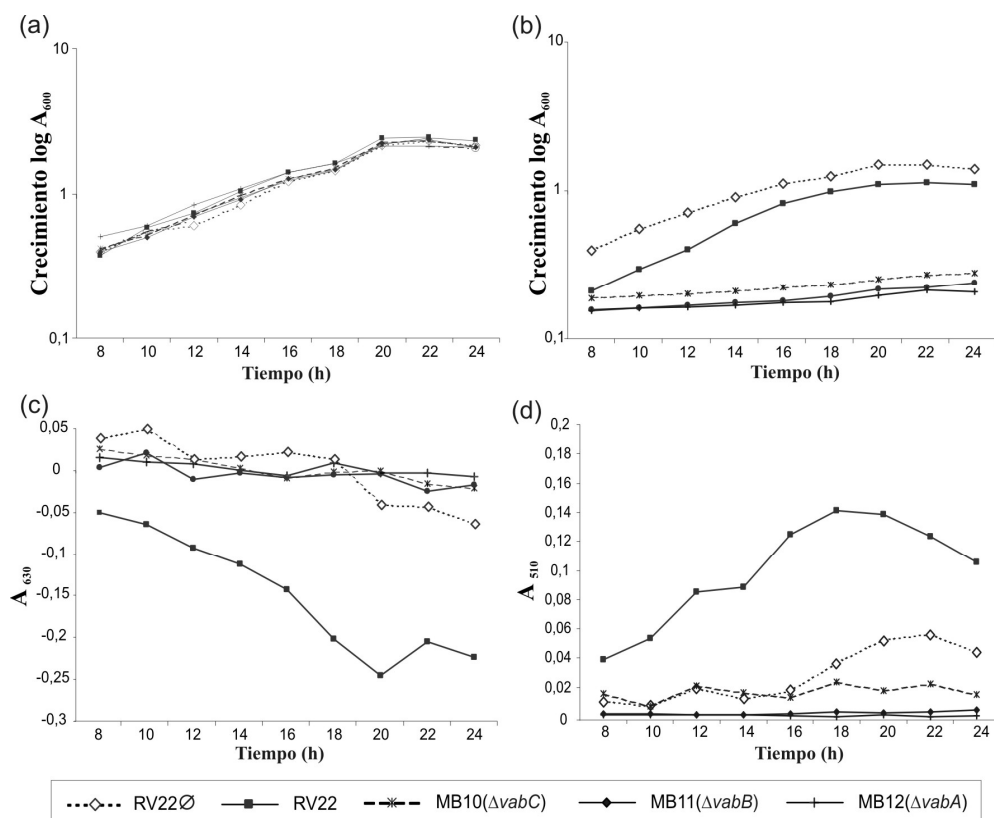 (a)
Crecimiento log A600
10
1
0,1
8 10 12 14 16 18 20 22 24
Tiempo (h)
(b)
Crecimiento log A600
10
1
0,1
8 10 12 14 16 18 20 22 24
Tiempo (h)
(c)
A 630
0,05
0
-0,05
-0,1
-0,15
-0,2
-0,25
-0,3
8 10 12 14 16 18 20 22 24
Tiempo (h)
(d)
A510
0,2
0,18
0,16
0,14
0,12
0,10
0,08
0,06
0,04
0,02
0
8 10 12 14 16 18 20 22 24
Tiempo (h)
RV22∅ RV22 MB10(ΔvabC) MB11(ΔvabB) MB12(ΔvabA)